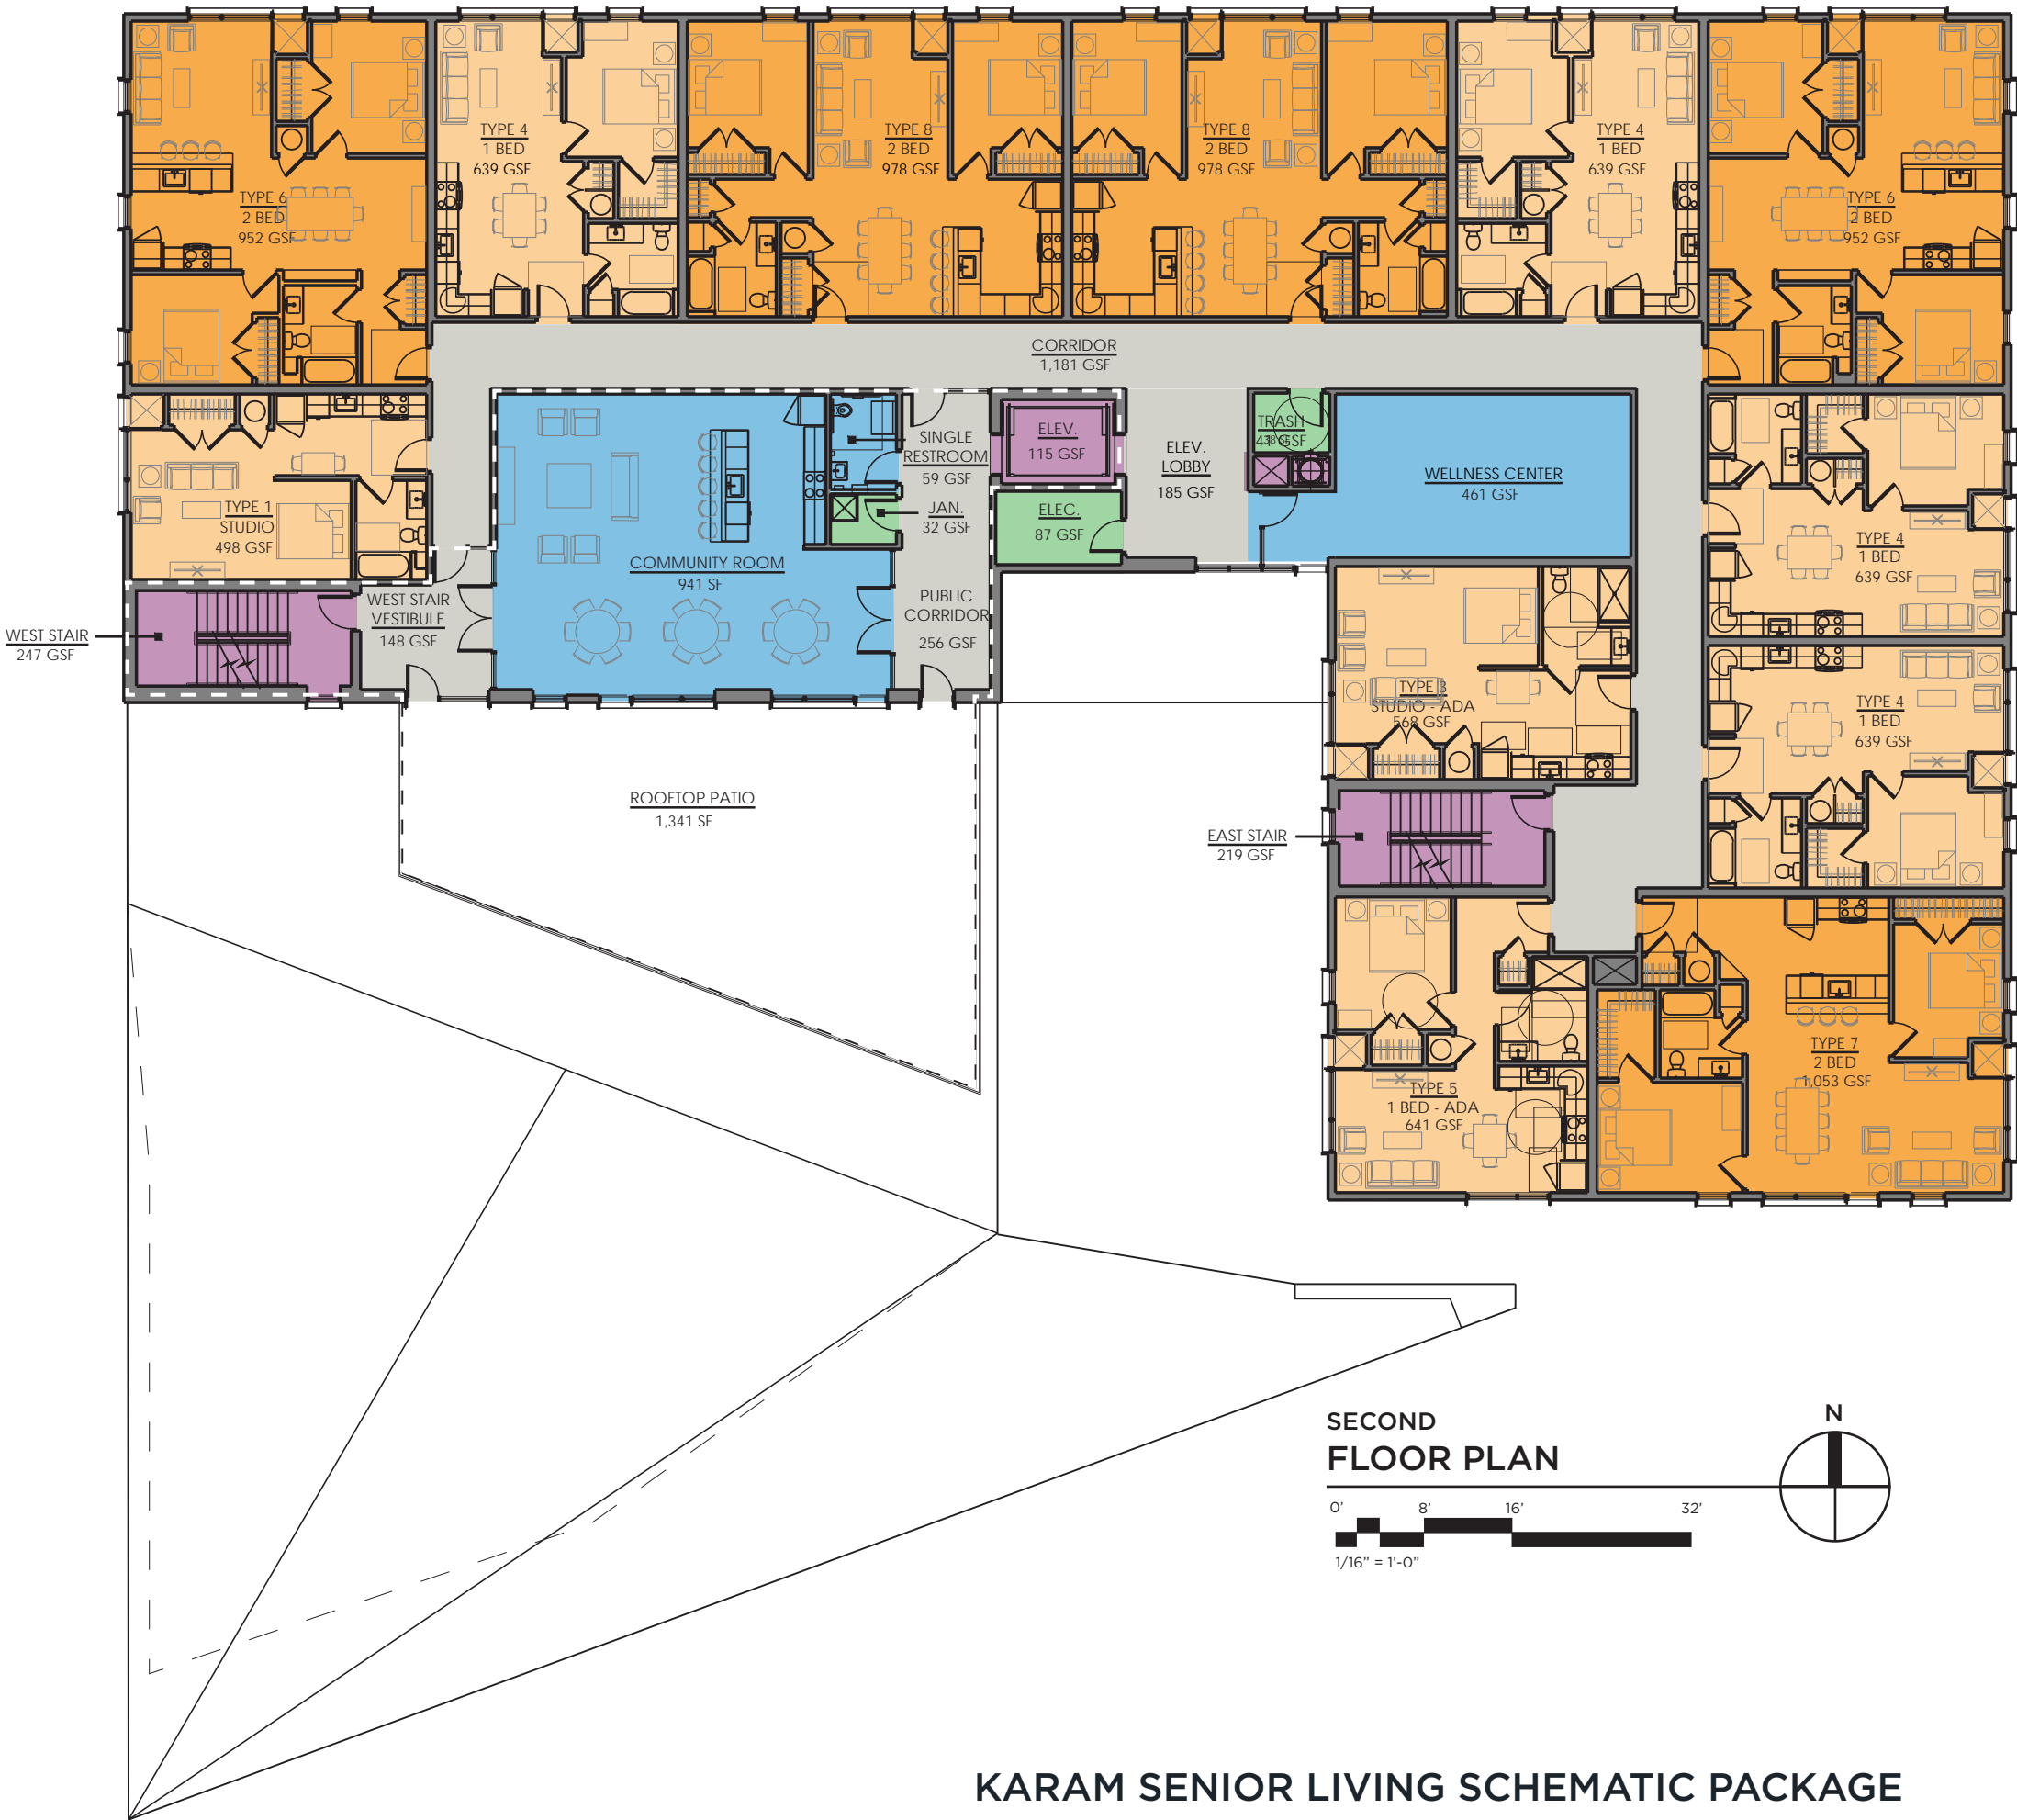 TYPE 6
2 BED
952 GSF
TYPE 4
1 BED
639 GSF
TYPE 8
2 BED
978 GSF
TYPE 8
2 BED
978 GSF
TYPE 4
1 BED
639 GSF
TYPE 6
2 BED
952 GSF
CORRIDOR
1,181 GSF
TYPE 1
STUDIO
498 GSF
COMMUNITY ROOM
941 SF
SINGLE
RESTROOM
59 GSF
JAN.
32 GSF
ELEV.
115 GSF
ELEC.
87 GSF
ELEV.
LOBBY
185 GSF
TRASH
WELLNESS CENTER
461 GSF
TYPE 4
1 BED
639 GSF
WEST STAIR
247 GSF
WEST STAIR
VESTIBULE
148 GSF
PUBLIC
CORRIDOR
256 GSF
TYPE 3
STUDIO - ADA
568 GSF
TYPE 4
1 BED
639 GSF
ROOFTOP PATIO
1,341 SF
EAST STAIR
219 GSF
TYPE 5
1 BED - ADA
641 GSF
TYPE 7
2 BED
1,053 GSF
SECOND
FLOOR PLAN
N
0' 8' 16' 32'
1/16" = 1'-0"
KARAM SENIOR LIVING SCHEMATIC PACKAGE